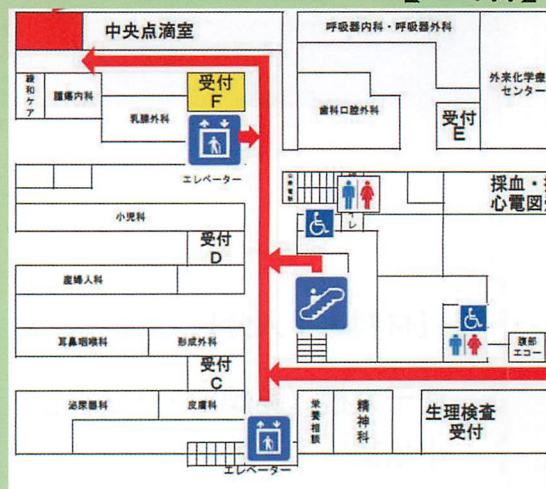 中央点滴室
呼吸器内科・呼吸器外科
外来化学療
センター
緩和ケア
腫瘍内科
乳腺外科
受付
F
歯科口腔外科
受付
E
エレベーター
採血・
心電図
小児科
受付
D
産婦人科
耳鼻咽喉科
形成外科
受付
C
腹部
エコー
泌尿器科
皮膚科
栄養相談
精神科
生理検査
受付
エレベーター